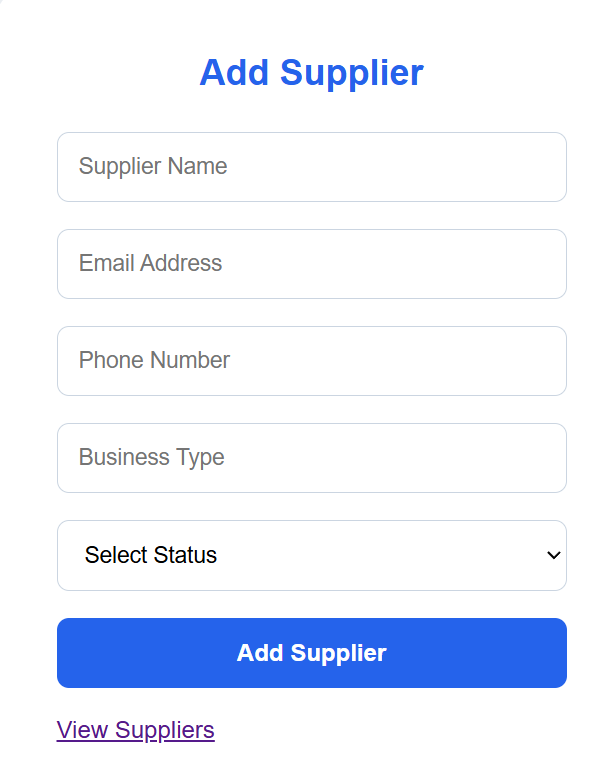 Add Supplier
Supplier Name
Email Address
Phone Number
Business Type
Select Status
Add Supplier
View Suppliers